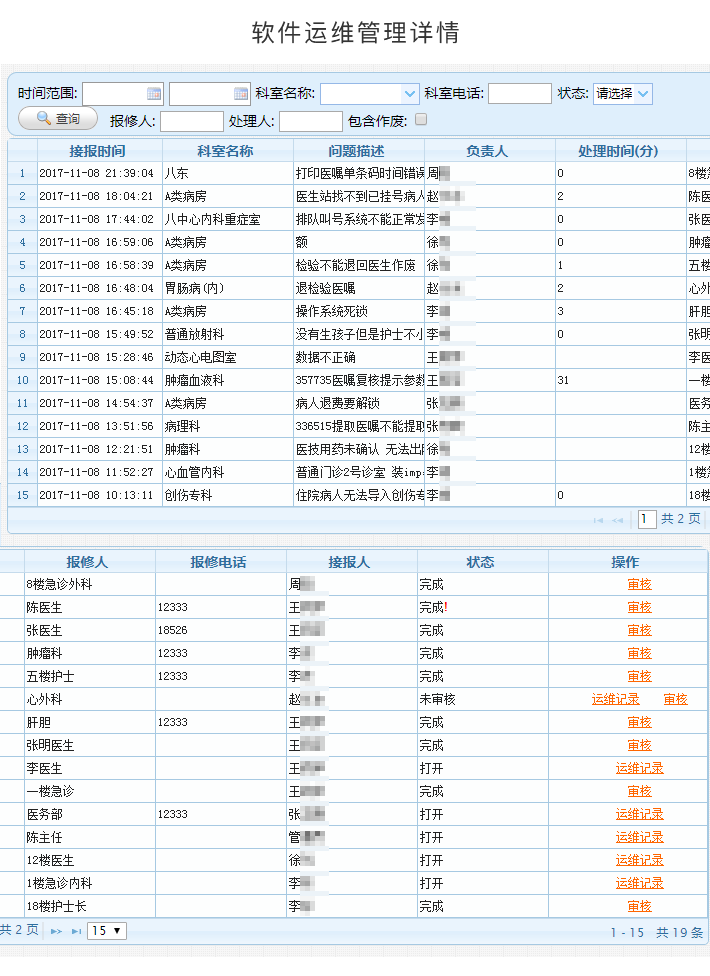 软件运维管理详情
时间范围: 科室名称: 科室电话: 状态: 请选择
查询 报修人: 处理人: 包含作废:
接报时间 科室名称 问题描述 负责人 处理时间(分)
1 2017-11-08 21:39:04 八东 打印医嘱单条码时间错误 周 0 8楼
2 2017-11-08 18:04:21 A类病房 医生站找不到已挂号病人 赵 2 陈医
3 2017-11-08 17:44:02 八中心内科重症室 排队叫号系统不能正常发 李 0 张医
4 2017-11-08 16:59:06 A类病房 额 徐 0 肿瘤
5 2017-11-08 16:58:39 A类病房 检验不能退回医生作废 徐 1 五楼
6 2017-11-08 16:48:04 胃肠病(内) 退检验医嘱 赵 2 心外
7 2017-11-08 16:45:18 A类病房 操作系统死锁 李 3 肝胆
8 2017-11-08 15:49:52 普通放射科 没有生孩子但是护士不小 李 0 张明
9 2017-11-08 15:28:46 动态心电图室 数据不正确 王 李医
10 2017-11-08 15:08:44 肿瘤血液科 357735医嘱复核提示参数 王 31 一楼
11 2017-11-08 14:54:37 A类病房 病人退费要解锁 张 医务
12 2017-11-08 13:51:56 病理科 336515提取医嘱不能提取 张 陈主
13 2017-11-08 12:21:51 肿瘤科 医技用药未确认 无法出 徐 12楼
14 2017-11-08 11:52:27 心血管内科 普通门诊2号诊室 装imp 李 1楼
15 2017-11-08 10:13:11 创伤专科 住院病人无法导入创伤专 李 0 18楼
1 共 2 页
报修人 报修电话 接报人 状态 操作
8楼急诊外科 周 完成 审核
陈医生 12333 王 完成! 审核
张医生 18526 王 完成 审核
肿瘤科 12333 李 完成 审核
五楼护士 12333 李 完成 审核
心外科 赵 未审核 运维记录 审核
肝胆 12333 王 完成 审核
张明医生 王 完成 审核
李医生 王 打开 运维记录
一楼急诊 王 完成 审核
医务部 12333 张 打开 运维记录
陈主任 管 打开 运维记录
12楼医生 徐 打开 运维记录
1楼急诊内科 李 打开 运维记录
18楼护士长 李 完成 审核
共 2 页 15 1 - 15 共 19 条